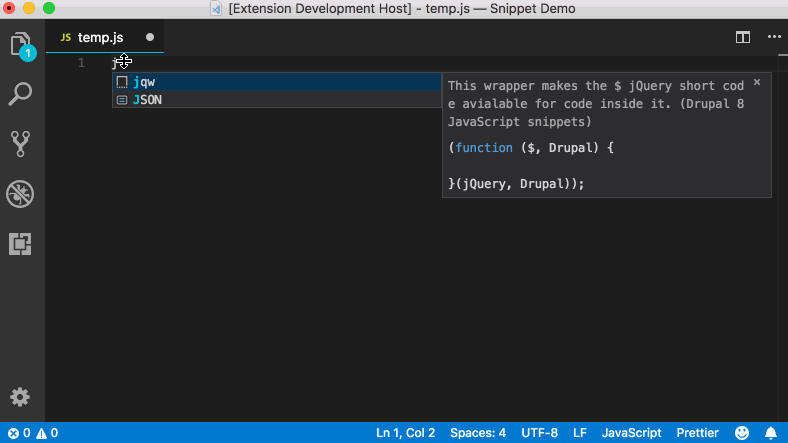 [Extension Development Host] - temp.js — Snippet Demo
JS temp.js
1
1 j
jqw
JSON
This wrapper makes the $ jQuery short cod
e avialable for code inside it. (Drupal 8
JavaScript snippets)
(function ($, Drupal) {
}(jQuery, Drupal));
0 0 Ln 1, Col 2 Spaces: 4 UTF-8 LF JavaScript Prettier